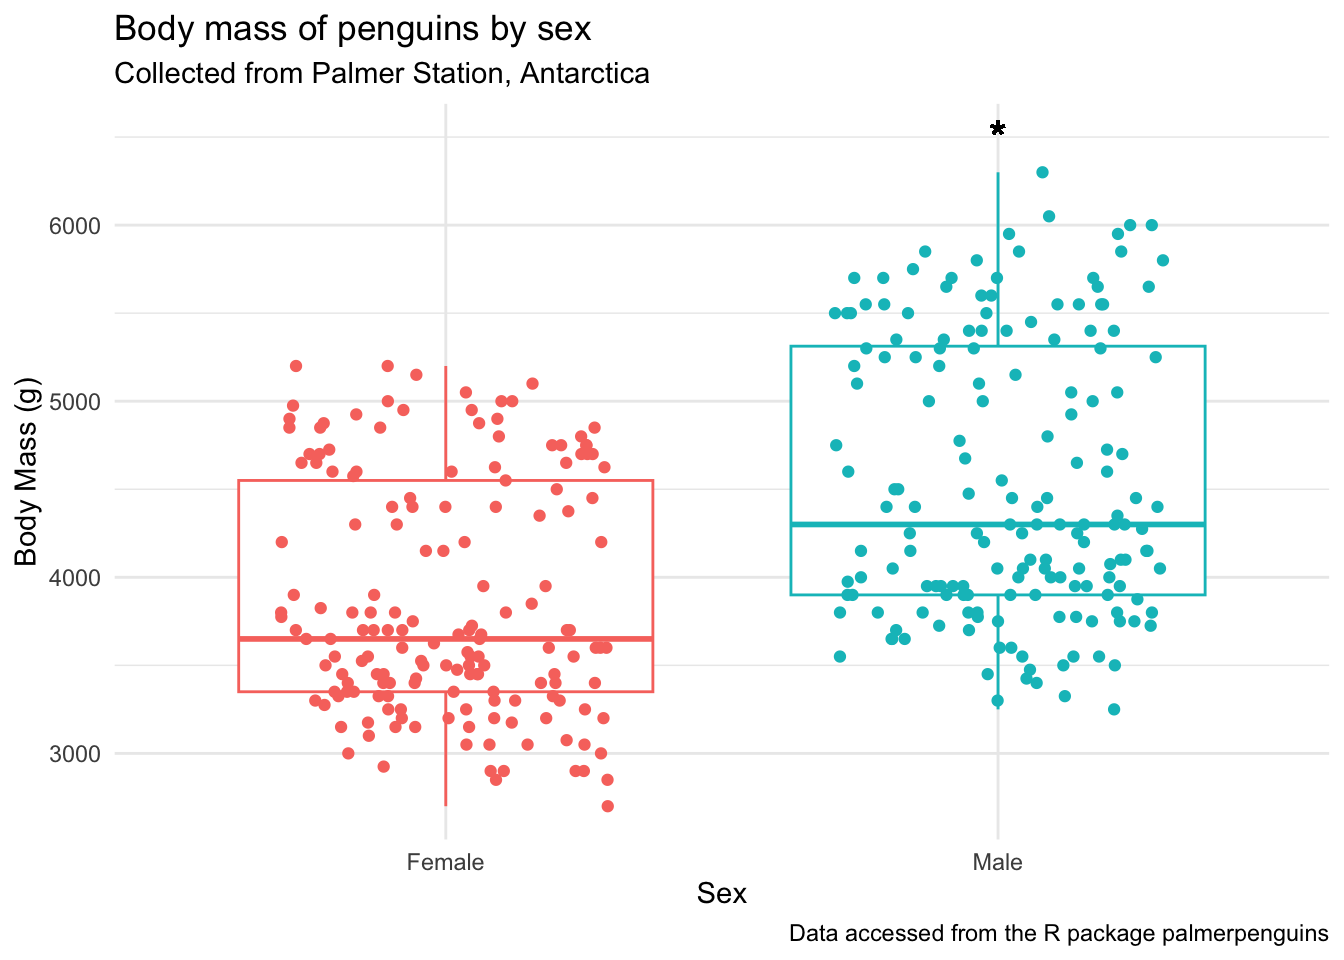 Body mass of penguins by sex
Collected from Palmer Station, Antarctica
*
6000
5000
4000
3000
Body Mass (g)
Female
Male
Sex
Data accessed from the R package palmerpenguins